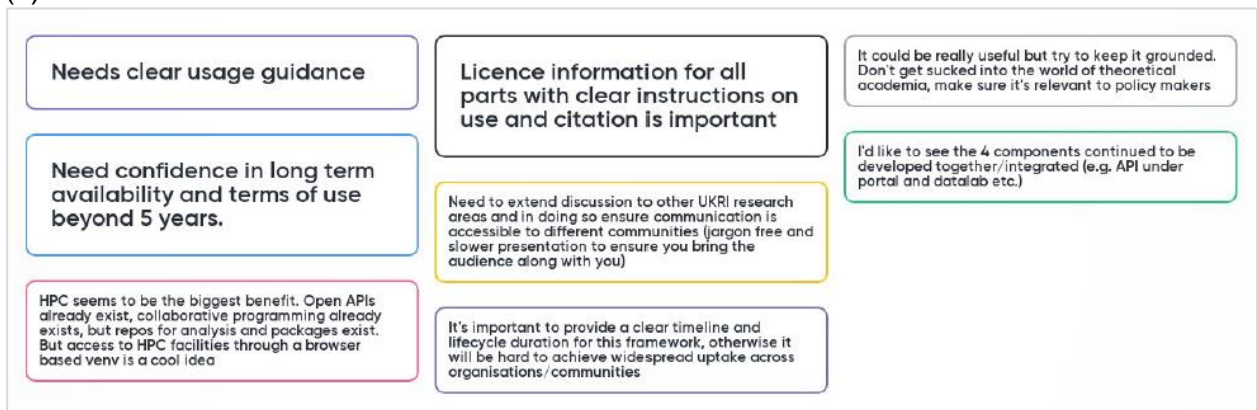 Needs clear usage guidance
Need confidence in long term
availability and terms of use
beyond 5 years.
HPC seems to be the biggest benefit. Open APIs
already exist, collaborative programming already
exists, but repos for analysis and packages exist.
But access to HPC facilities through a browser
based venv is a cool idea
Licence information for all
parts with clear instructions on
use and citation is important
Need to extend discussion to other UKRI research
areas and in doing so ensure communication is
accessible to different communities (jargon free and
slower presentation to ensure you bring the
audience along with you)
It's important to provide a clear timeline and
lifecycle duration for this framework, otherwise it
will be hard to achieve widespread uptake across
organisations/communities
It could be really useful but try to keep it grounded.
Don't get sucked into the world of theoretical
academia, make sure it's relevant to policy makers
I'd like to see the 4 components continued to be
developed together/integrated (e.g. API under
portal and datalab etc.)